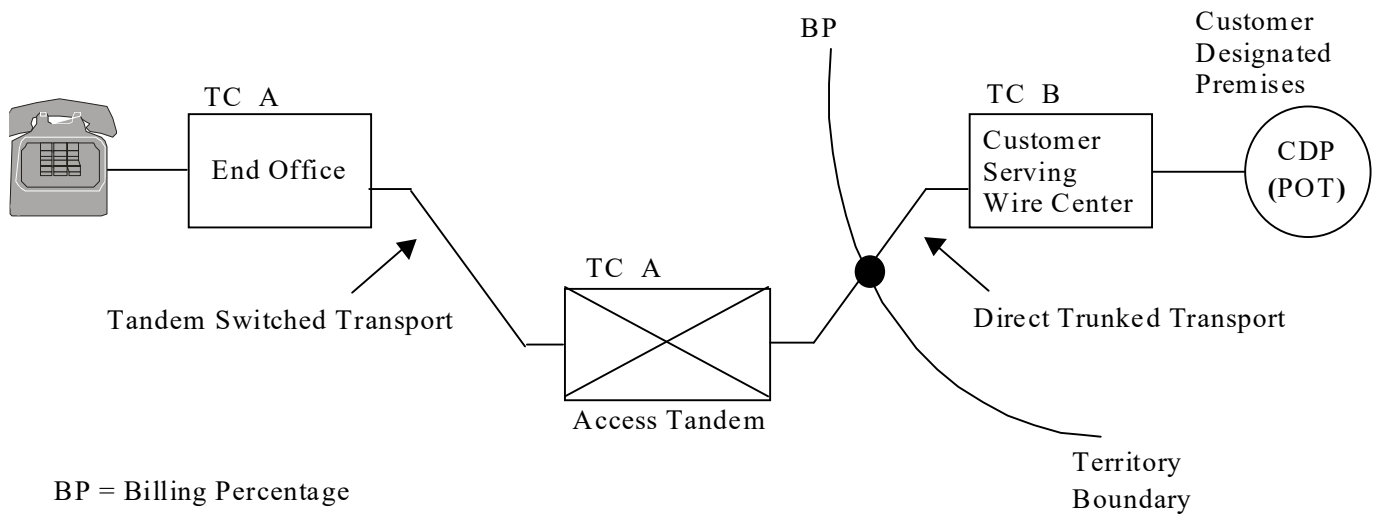 BP
Customer
Designated
Premises
TC A
TC B
End Office
Customer
Serving
Wire Center
CDP
(POT)
TC A
Tandem Switched Transport
Direct Trunked Transport
Access Tandem
Territory
Boundary
BP = Billing Percentage